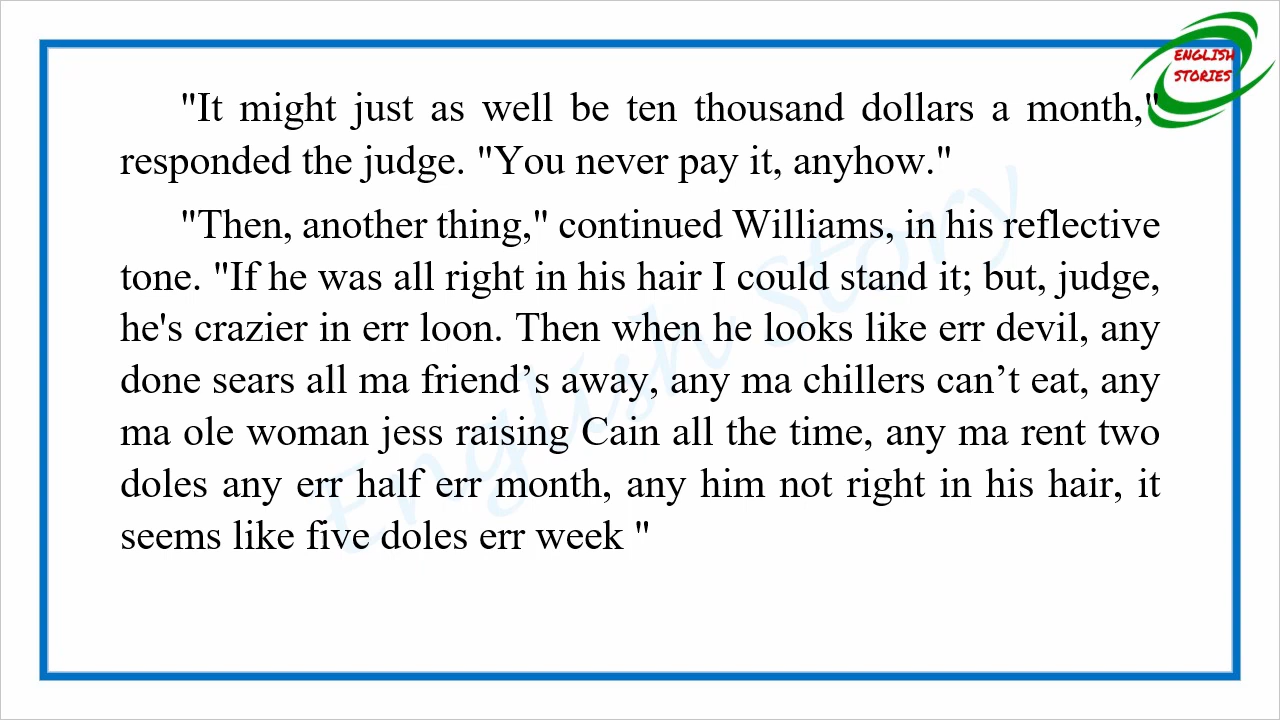 ENGLISH
STORIES
"It might just as well be ten thousand dollars a month,"
responded the judge. "You never pay it, anyhow."
"Then, another thing," continued Williams, in his reflective
tone. "If he was all right in his hair I could stand it; but, judge,
he's crazier in err loon. Then when he looks like err devil, any
done sears all ma friend’s away, any ma chillers can’t eat, any
ma ole woman jess raising Cain all the time, any ma rent two
doles any err half err month, any him not right in his hair, it
seems like five doles err week "
English Story